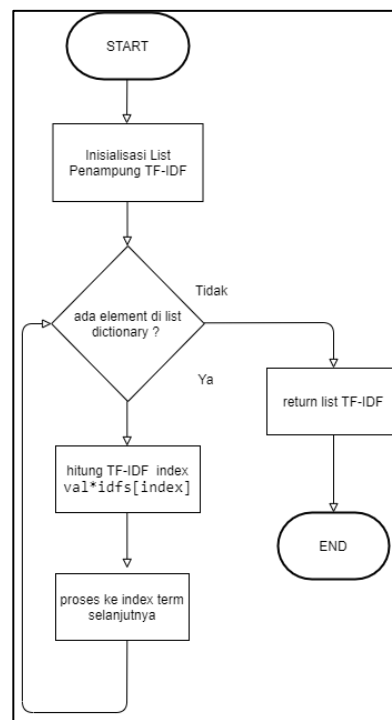 START
Inisialisasi List
Penampung TF-IDF
ada element di list
dictionary ?
Tidak
Ya
return list TF-IDF
hitung TF-IDF index
val*idfs[index]
END
proses ke index term
selanjutnya